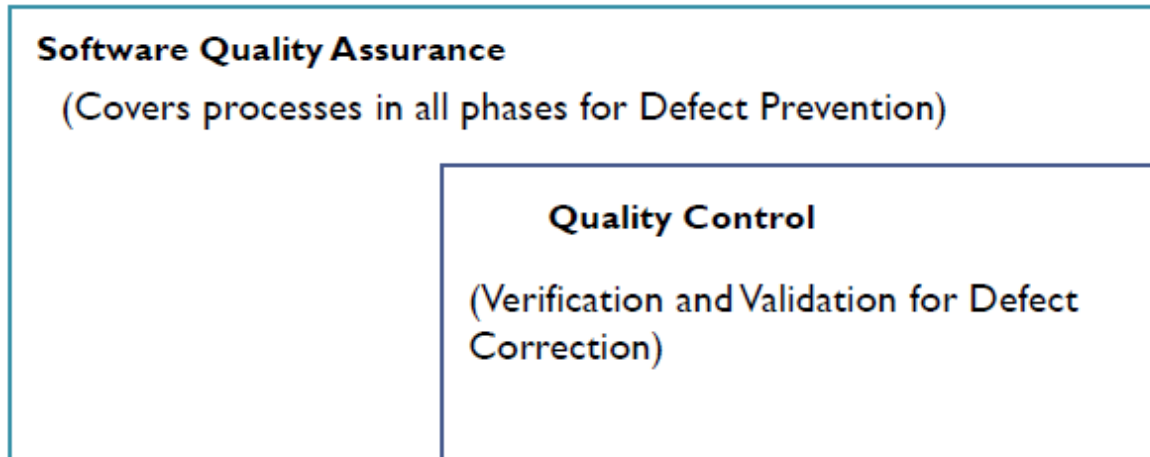 Software Quality Assurance
(Covers processes in all phases for Defect Prevention)
Quality Control
(Verification and Validation for Defect
Correction)